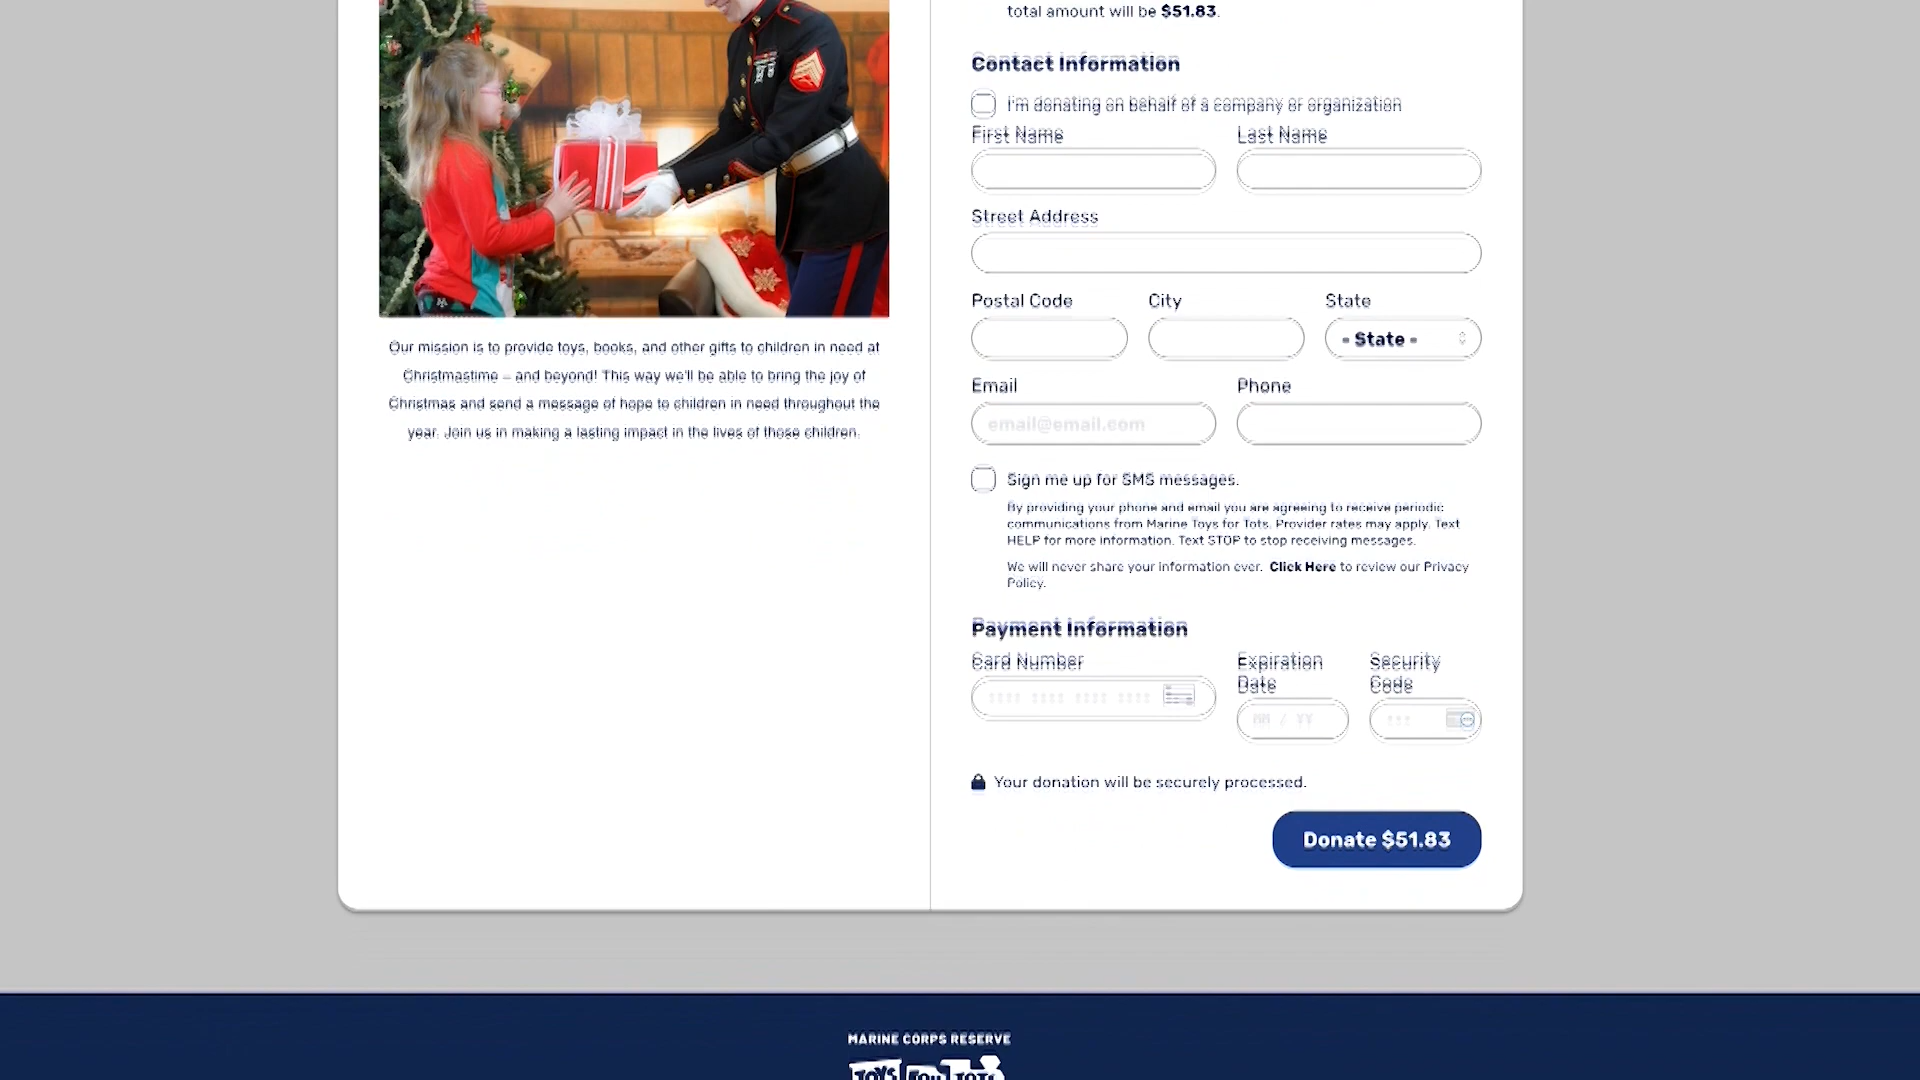 total amount will be $51.83.
Contact Information
I'm donating on behalf of a company or organization
First Name
Last Name
Street Address
Postal Code
City
State
- State -
Email
Phone
email@email.com
Sign me up for SMS messages.
By providing your phone and email you are agreeing to receive periodic
communications from Marine Toys for Tots. Provider rates may apply. Text
HELP for more information. Text STOP to stop receiving messages.
We will never share your information ever. Click Here to review our Privacy
Policy.
Payment Information
Card Number
Expiration
Date
Security
Code
MM / YY
Your donation will be securely processed.
Donate $51.83
Our mission is to provide toys, books, and other gifts to children in need at
Christmastime – and beyond! This way we'll be able to bring the joy of
Christmas and send a message of hope to children in need throughout the
year. Join us in making a lasting impact in the lives of those children.
MARINE CORPS RESERVE
TOYS FOR TOTS